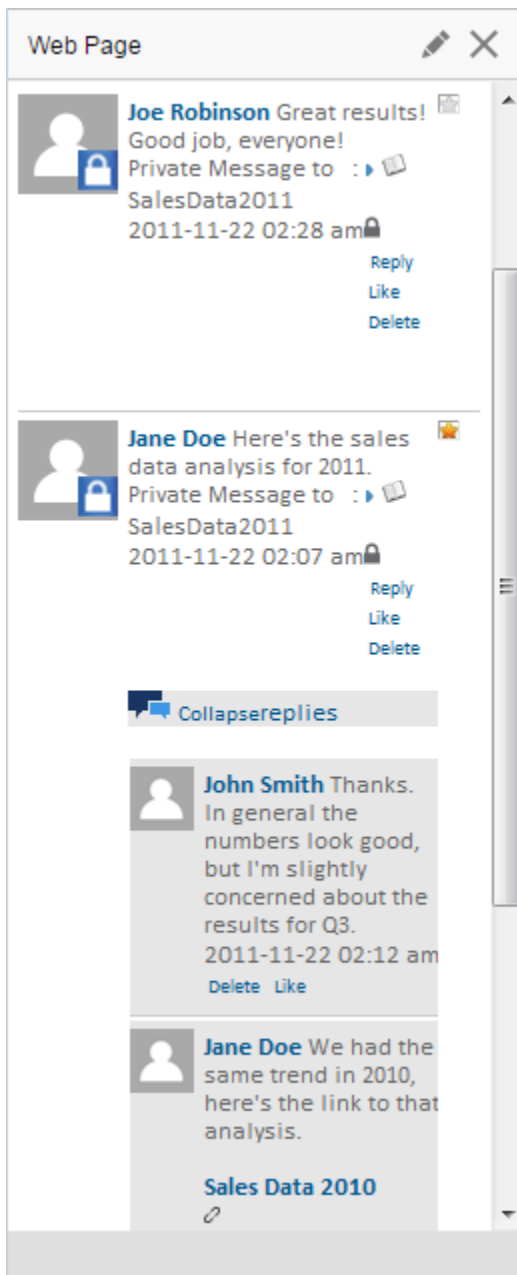 Web Page
Joe Robinson Great results!
Good job, everyone!
Private Message to :
SalesData2011
2011-11-22 02:28 am
Reply
Like
Delete
Jane Doe Here's the sales
data analysis for 2011.
Private Message to :
SalesData2011
2011-11-22 02:07 am
Reply
Like
Delete
Collapsereplies
John Smith Thanks.
In general the
numbers look good,
but I'm slightly
concerned about the
results for Q3.
2011-11-22 02:12 am
Delete Like
Jane Doe We had the
same trend in 2010,
here's the link to that
analysis.
Sales Data 2010